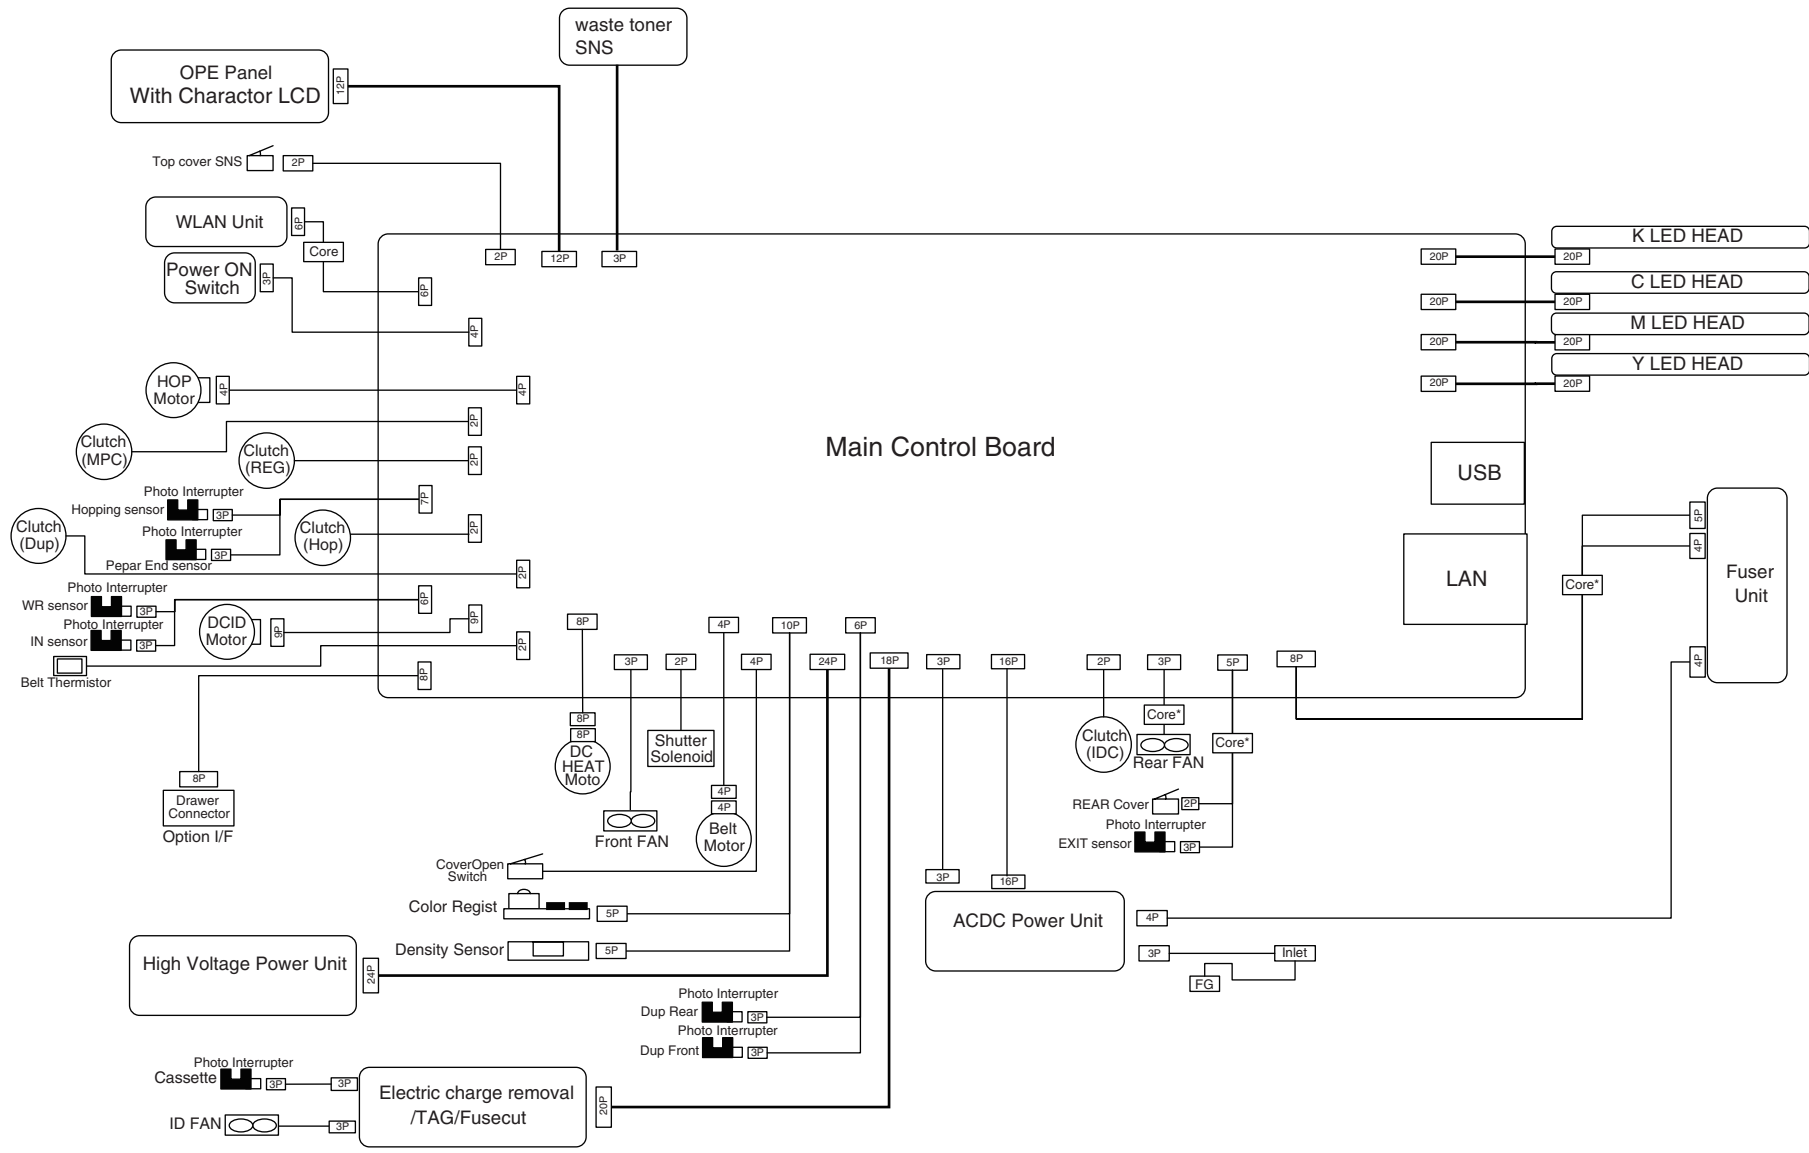 waste toner
SNS
OPE Panel
With Charactor LCD
12P
Top cover SNS
2P
WLAN Unit
6P
Core
Power ON
Switch
3P
2P
12P
3P
6P
4P
20P
20P
K LED HEAD
20P
20P
C LED HEAD
20P
20P
M LED HEAD
20P
20P
Y LED HEAD
HOP
Motor
4P
4P
Clutch
(MPC)
2P
Clutch
(REG)
2P
Main Control Board
USB
LAN
Photo Interrupter
Hopping sensor
3P
7P
Photo Interrupter
3P
Pepar End sensor
Clutch
(Dup)
Clutch
(Hop)
2P
2P
Photo Interrupter
WR sensor
3P
6P
Photo Interrupter
IN sensor
3P
DCID
Motor
9P
9P
2P
Belt Thermistor
8P
8P
Drawer
Connector
Option I/F
8P
3P
2P
4P
4P
10P
24P
6P
18P
3P
16P
2P
3P
5P
8P
5P
4P
Core*
Fuser
Unit
4P
8P
8P
DC
HEAT
Moto
Shutter
Solenoid
Front FAN
4P
4P
Belt
Motor
Clutch
(IDC)
Core*
Rear FAN
Core*
REAR Cover
2P
Photo Interrupter
EXIT sensor
3P
CoverOpen
Switch
Color Regist
5P
Density Sensor
5P
3P
16P
ACDC Power Unit
4P
3P
Inlet
FG
High Voltage Power Unit
24P
Photo Interrupter
Dup Rear
3P
Photo Interrupter
Dup Front
3P
Photo Interrupter
Cassette
3P
3P
ID FAN
3P
Electric charge removal
/TAG/Fusecut
20P